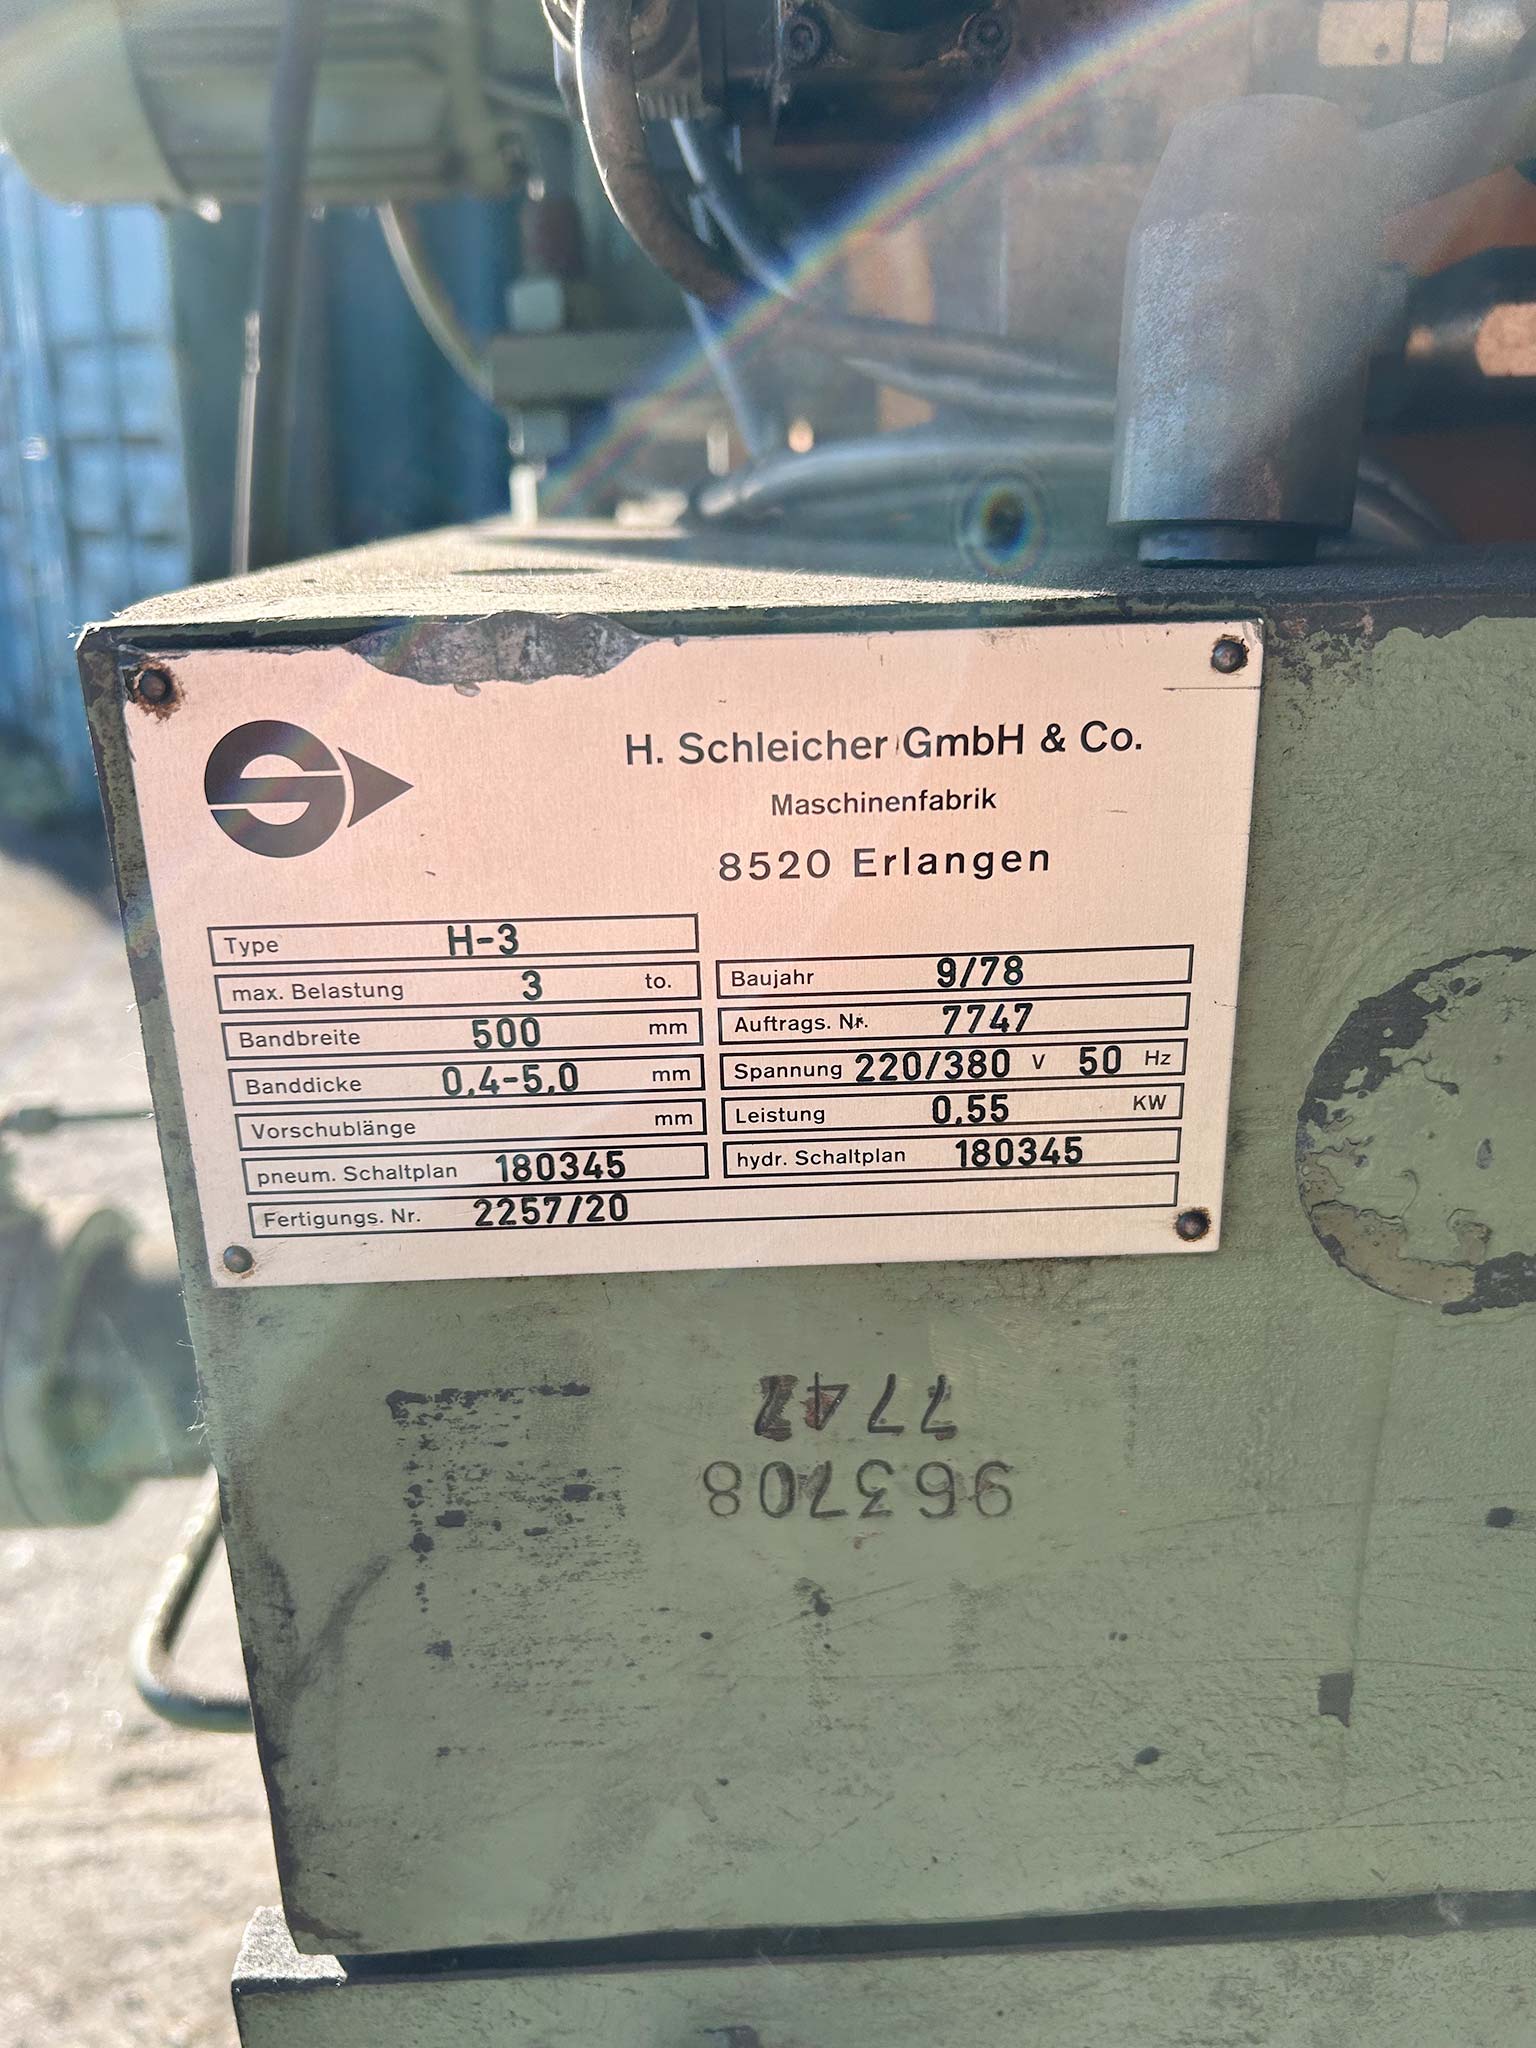 H. Schleicher GmbH & Co.
Maschinenfabrik
8520 Erlangen
Type H-3
max. Belastung 3 to.
Bandbreite 500 mm
Banddicke 0,4-5,0 mm
Vorschublänge mm
pneum. Schaltplan 180345
Baujahr 9/78
Auftrags. Nr. 7747
Spannung 220/380 V 50 Hz
Leistung 0,55 KW
hydr. Schaltplan 180345
Fertigungs. Nr. 2257/20
963708